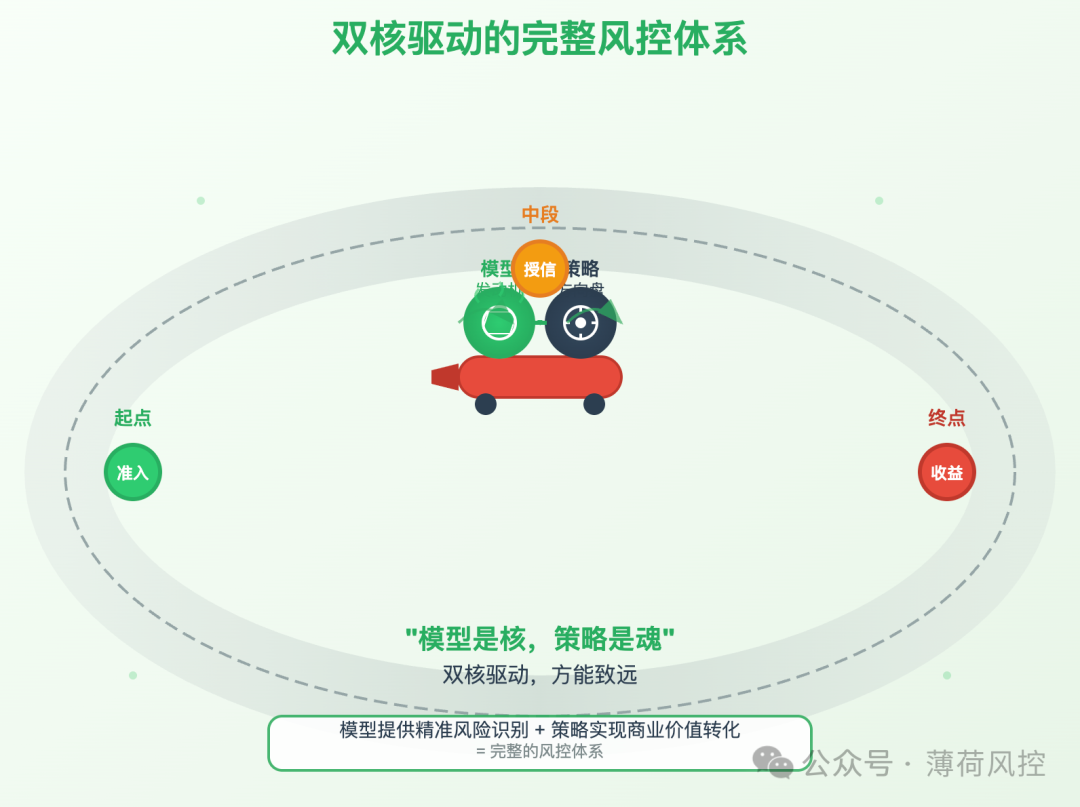 双核驱动的完整风控体系
中段
授信
模型
策略
起点
准入
终点
收益
"模型是核，策略是魂"
双核驱动，方能致远
模型提供精准风险识别 + 策略实现商业价值转化
= 完整的风控体系
公众号 · 薄荷风控